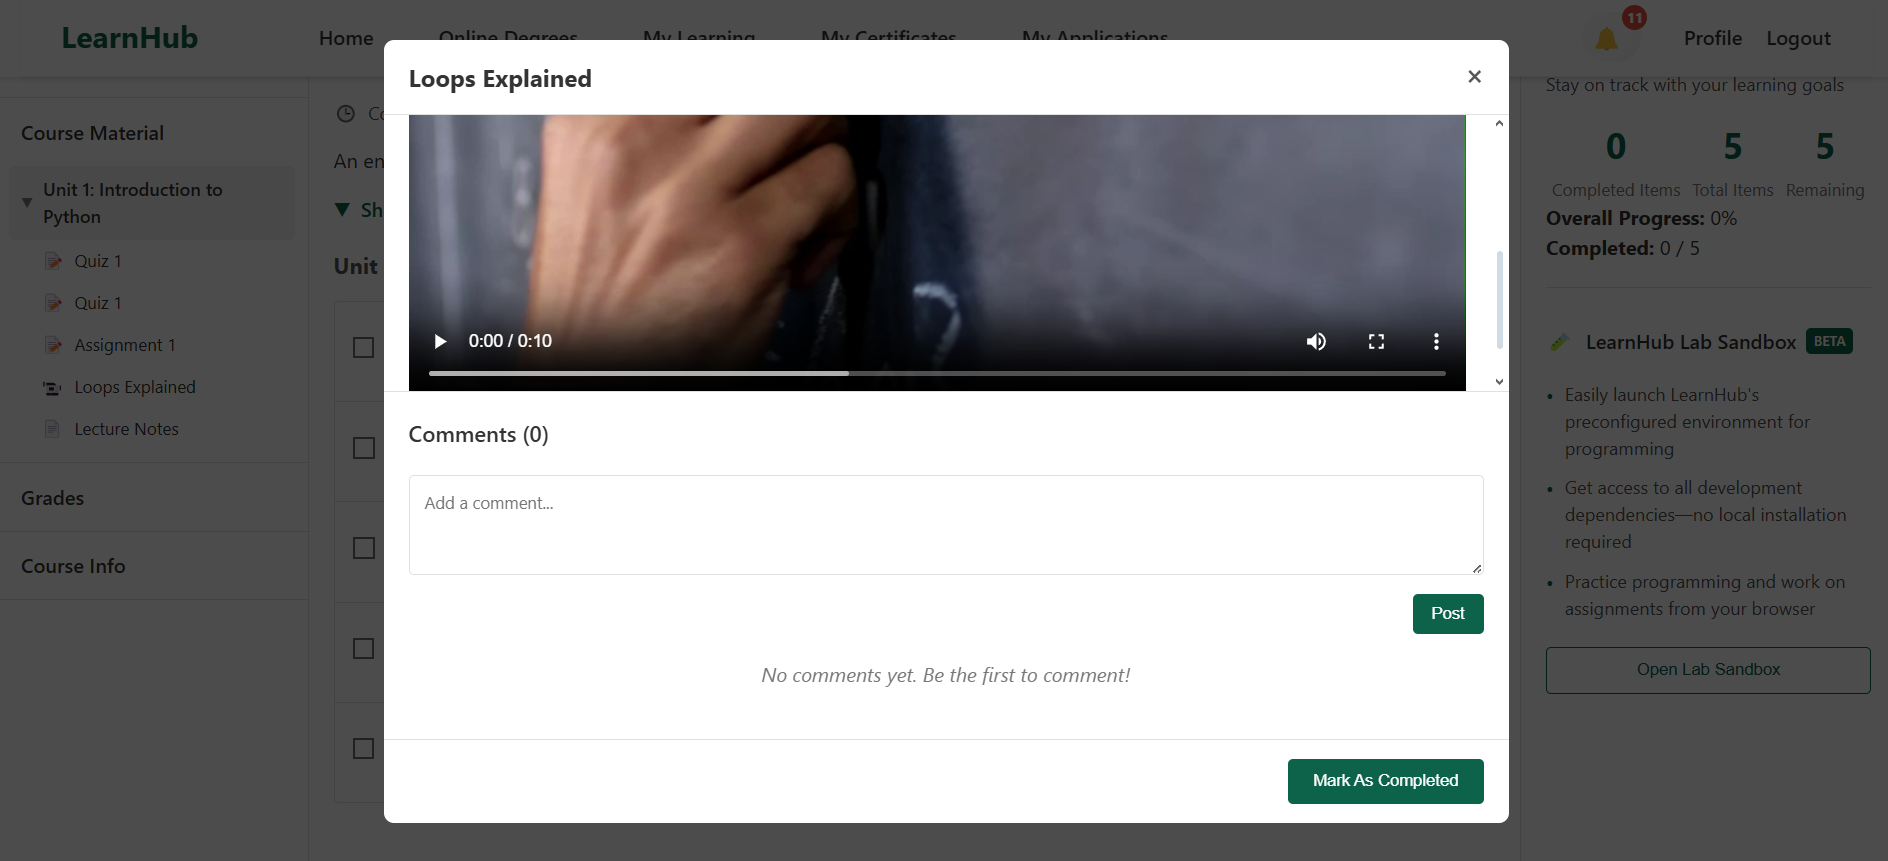 LearnHub
Home
Online Degrees
My Learning
My Certificates
My Applications
11
Profile
Logout
Course Material
Unit 1: Introduction to
Python
Quiz 1
Quiz 1
Assignment 1
Loops Explained
Lecture Notes
Grades
Course Info
An en
Sh
Unit
Loops Explained
0:00 / 0:10
Comments (0)
Add a comment...
Post
No comments yet. Be the first to comment!
Mark As Completed
Stay on track with your learning goals
0
5
5
Completed Items
Total Items
Remaining
Overall Progress: 0%
Completed: 0 / 5
LearnHub Lab Sandbox
BETA
• Easily launch LearnHub's
preconfigured environment for
programming
• Get access to all development
dependencies—no local installation
required
• Practice programming and work on
assignments from your browser
Open Lab Sandbox